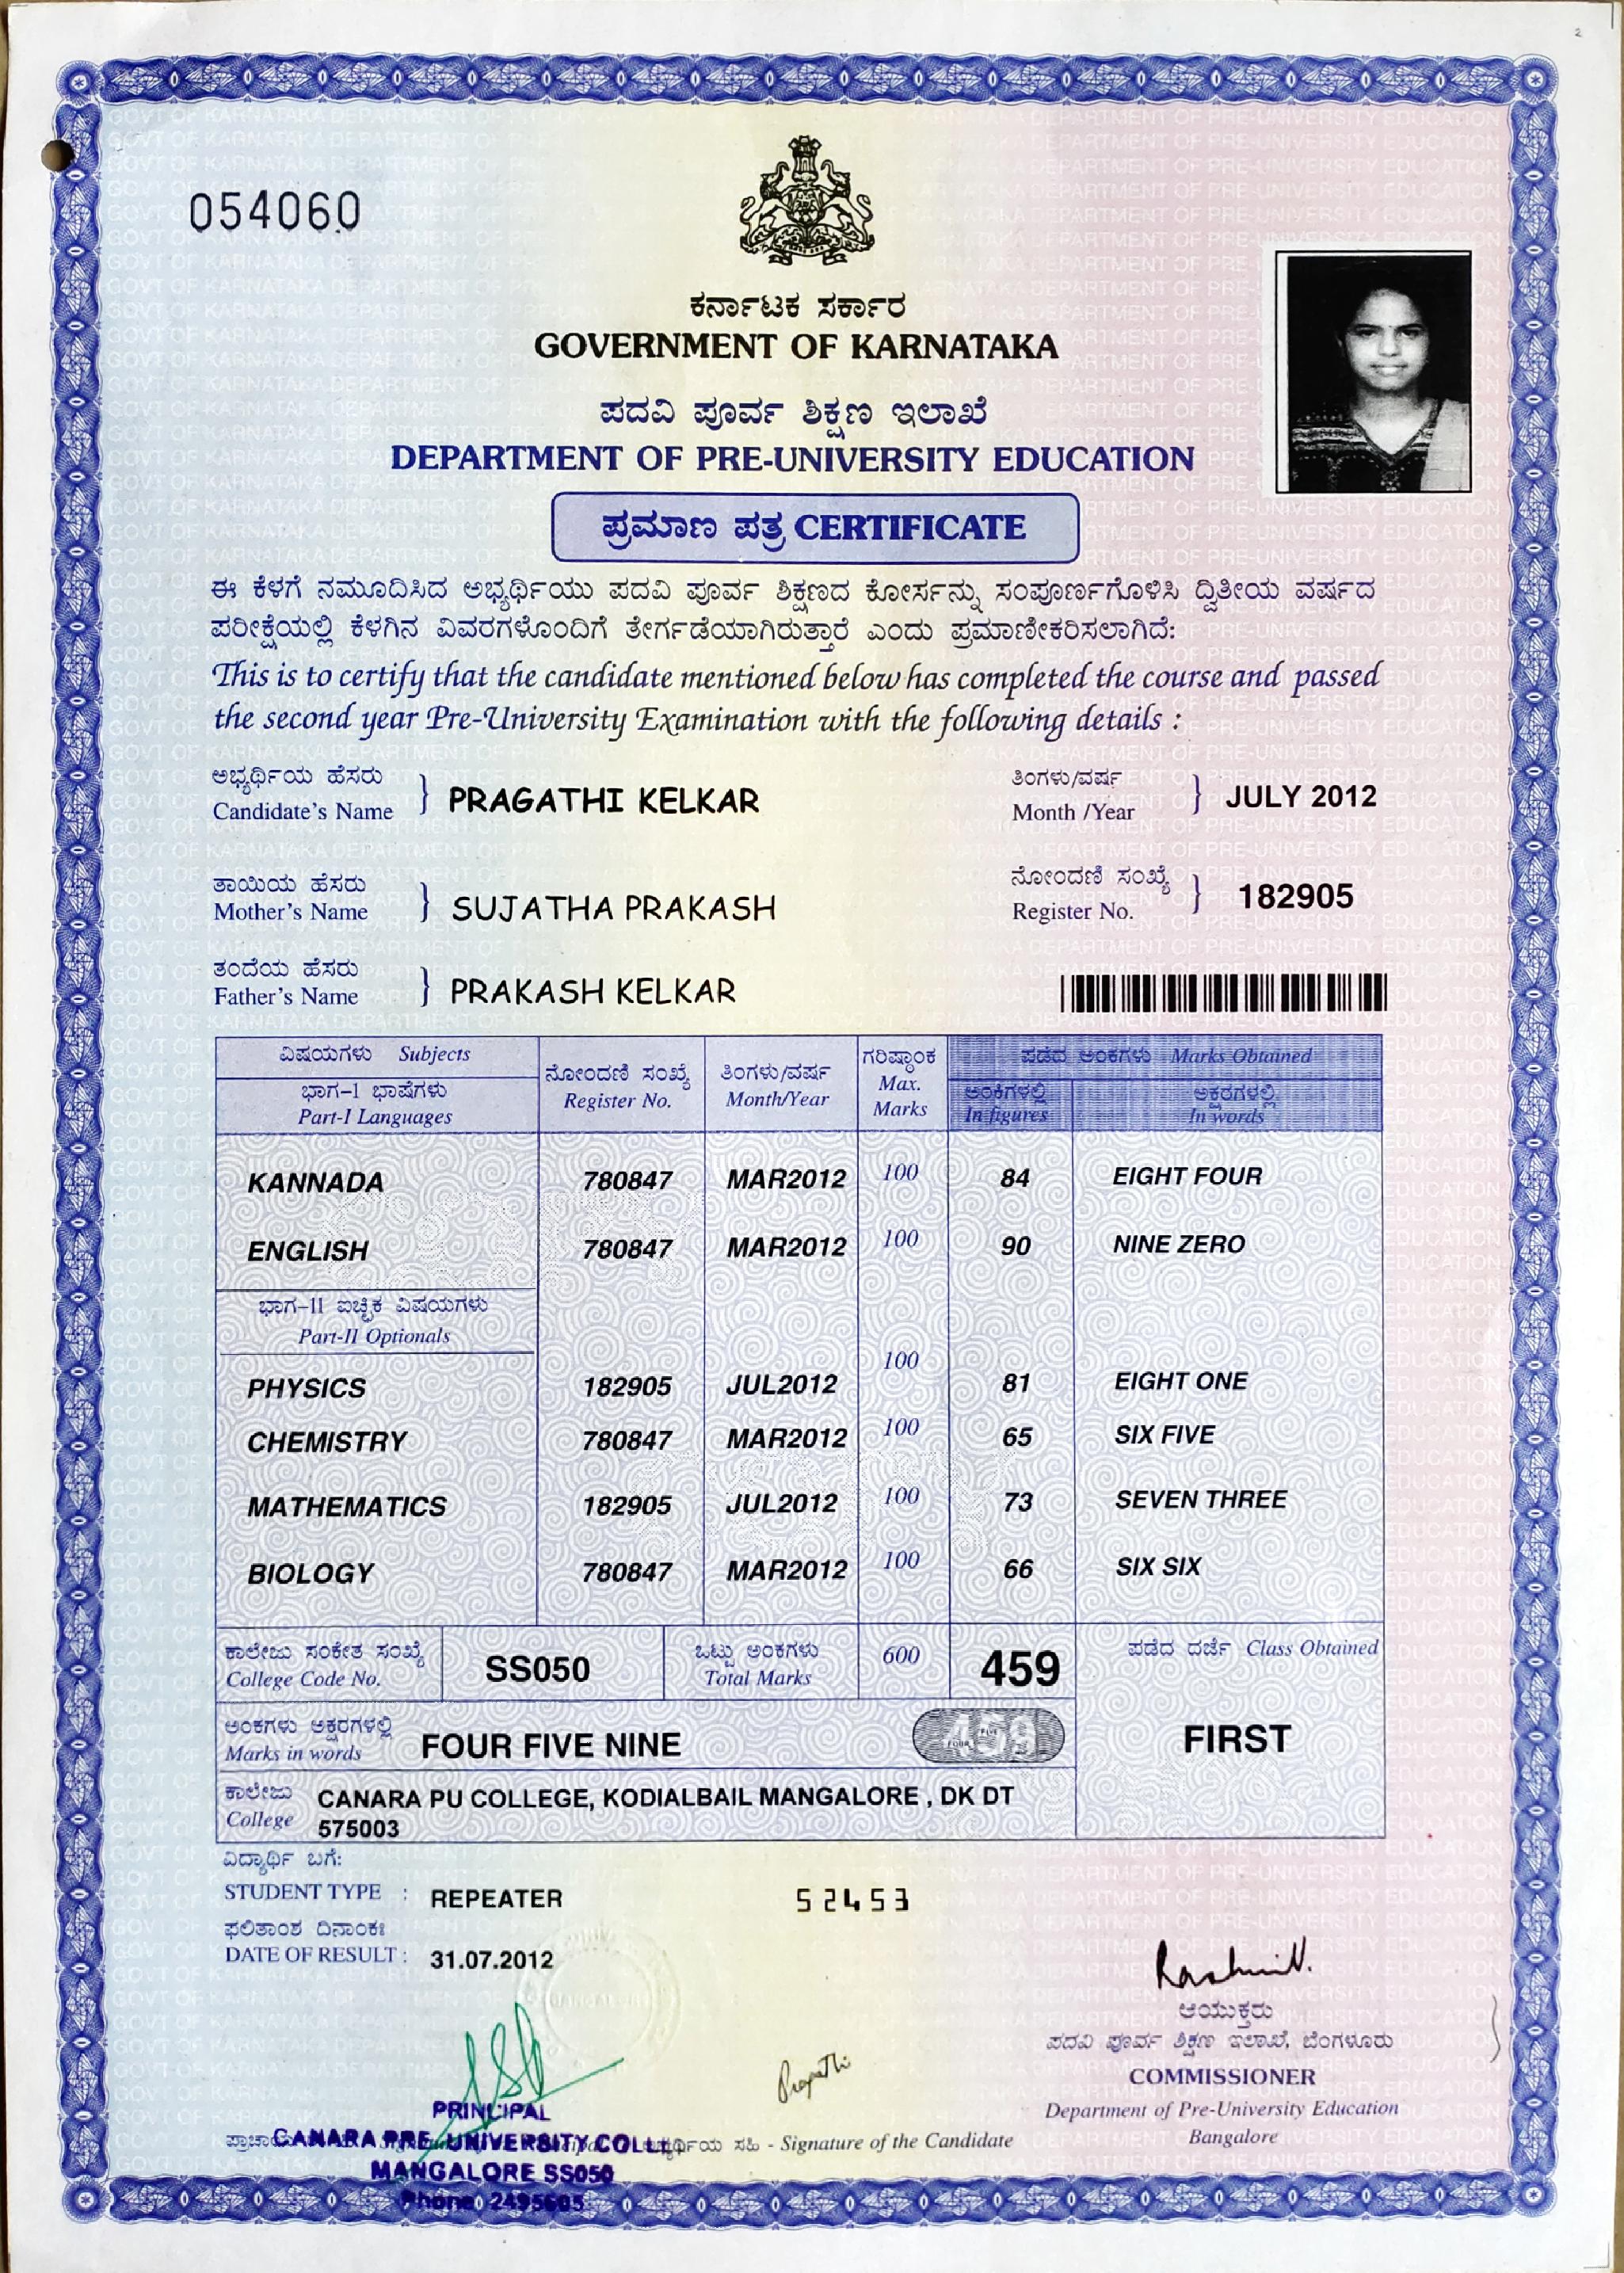 054060
ಕರ್ನಾಟಕ ಸರ್ಕಾರ
GOVERNMENT OF KARNATAKA
ಪದವಿ ಪೂರ್ವ ಶಿಕ್ಷಣ ಇಲಾಖೆ
DEPARTMENT OF PRE-UNIVERSITY EDUCATION
ಪ್ರಮಾಣ ಪತ್ರ CERTIFICATE
ಈ ಕೆಳಗೆ ನಮೂದಿಸಿದ ಅಭ್ಯರ್ಥಿಯು ಪದವಿ ಪೂರ್ವ ಶಿಕ್ಷಣದ ಕೋರ್ಸನ್ನು ಸಂಪೂರ್ಣಗೊಳಿಸಿ ದ್ವಿತೀಯ ವರ್ಷದ
ಪರೀಕ್ಷೆಯಲ್ಲಿ ಕೆಳಗಿನ ವಿವರಗಳೊಂದಿಗೆ ತೇರ್ಗಡೆಯಾಗಿರುತ್ತಾರೆ ಎಂದು ಪ್ರಮಾಣೀಕರಿಸಲಾಗಿದೆ:
This is to certify that the candidate mentioned below has completed the course and passed
the second year Pre-University Examination with the following details :
ಅಭ್ಯರ್ಥಿಯ ಹೆಸರು
Candidate's Name } PRAGATHI KELKAR
ತಿಂಗಳು/ವರ್ಷ
Month /Year } JULY 2012
ತಾಯಿಯ ಹೆಸರು
Mother's Name } SUJATHA PRAKASH
ನೋಂದಣಿ ಸಂಖ್ಯೆ
Register No. } 182905
ತಂದೆಯ ಹೆಸರು
Father's Name } PRAKASH KELKAR
ವಿಷಯಗಳು Subjects
ಭಾಗ-I ಭಾಷೆಗಳು
Part-I Languages
ನೋಂದಣಿ ಸಂಖ್ಯೆ
Register No.
ತಿಂಗಳು/ವರ್ಷ
Month/Year
ಗರಿಷ್ಠಾಂಕ
Max.
Marks
ಪಡೆದ ಅಂಕಗಳು Marks Obtained
ಅಂಕಿಗಳಲ್ಲಿ
In figures
ಅಕ್ಷರಗಳಲ್ಲಿ
In words
KANNADA 780847 MAR2012 100 84 EIGHT FOUR
ENGLISH 780847 MAR2012 100 90 NINE ZERO
ಭಾಗ-II ಐಚ್ಛಿಕ ವಿಷಯಗಳು
Part-II Optionals
PHYSICS 182905 JUL2012 100 81 EIGHT ONE
CHEMISTRY 780847 MAR2012 100 65 SIX FIVE
MATHEMATICS 182905 JUL2012 100 73 SEVEN THREE
BIOLOGY 780847 MAR2012 100 66 SIX SIX
ಕಾಲೇಜು ಸಂಕೇತ ಸಂಖ್ಯೆ
College Code No. SS050
ಒಟ್ಟು ಅಂಕಗಳು
Total Marks 600 459
ಪಡೆದ ದರ್ಜೆ Class Obtained
FIRST
ಅಂಕಗಳು ಅಕ್ಷರಗಳಲ್ಲಿ
Marks in words FOUR FIVE NINE 459
ಕಾಲೇಜು
College CANARA PU COLLEGE, KODIALBAIL MANGALORE , DK DT
575003
ವಿದ್ಯಾರ್ಥಿ ಬಗೆ:
STUDENT TYPE : REPEATER
52453
ಫಲಿತಾಂಶ ದಿನಾಂಕಃ
DATE OF RESULT : 31.07.2012
ಆಯುಕ್ತರು
ಪದವಿ ಪೂರ್ವ ಶಿಕ್ಷಣ ಇಲಾಖೆ, ಬೆಂಗಳೂರು
COMMISSIONER
Department of Pre-University Education
Bangalore
Pragathi
ಸಹಿ - Signature of the Candidate
PRINCIPAL
CANARA PRE-UNIVERSITY
MANGALORE SS050
Phone: 2495605